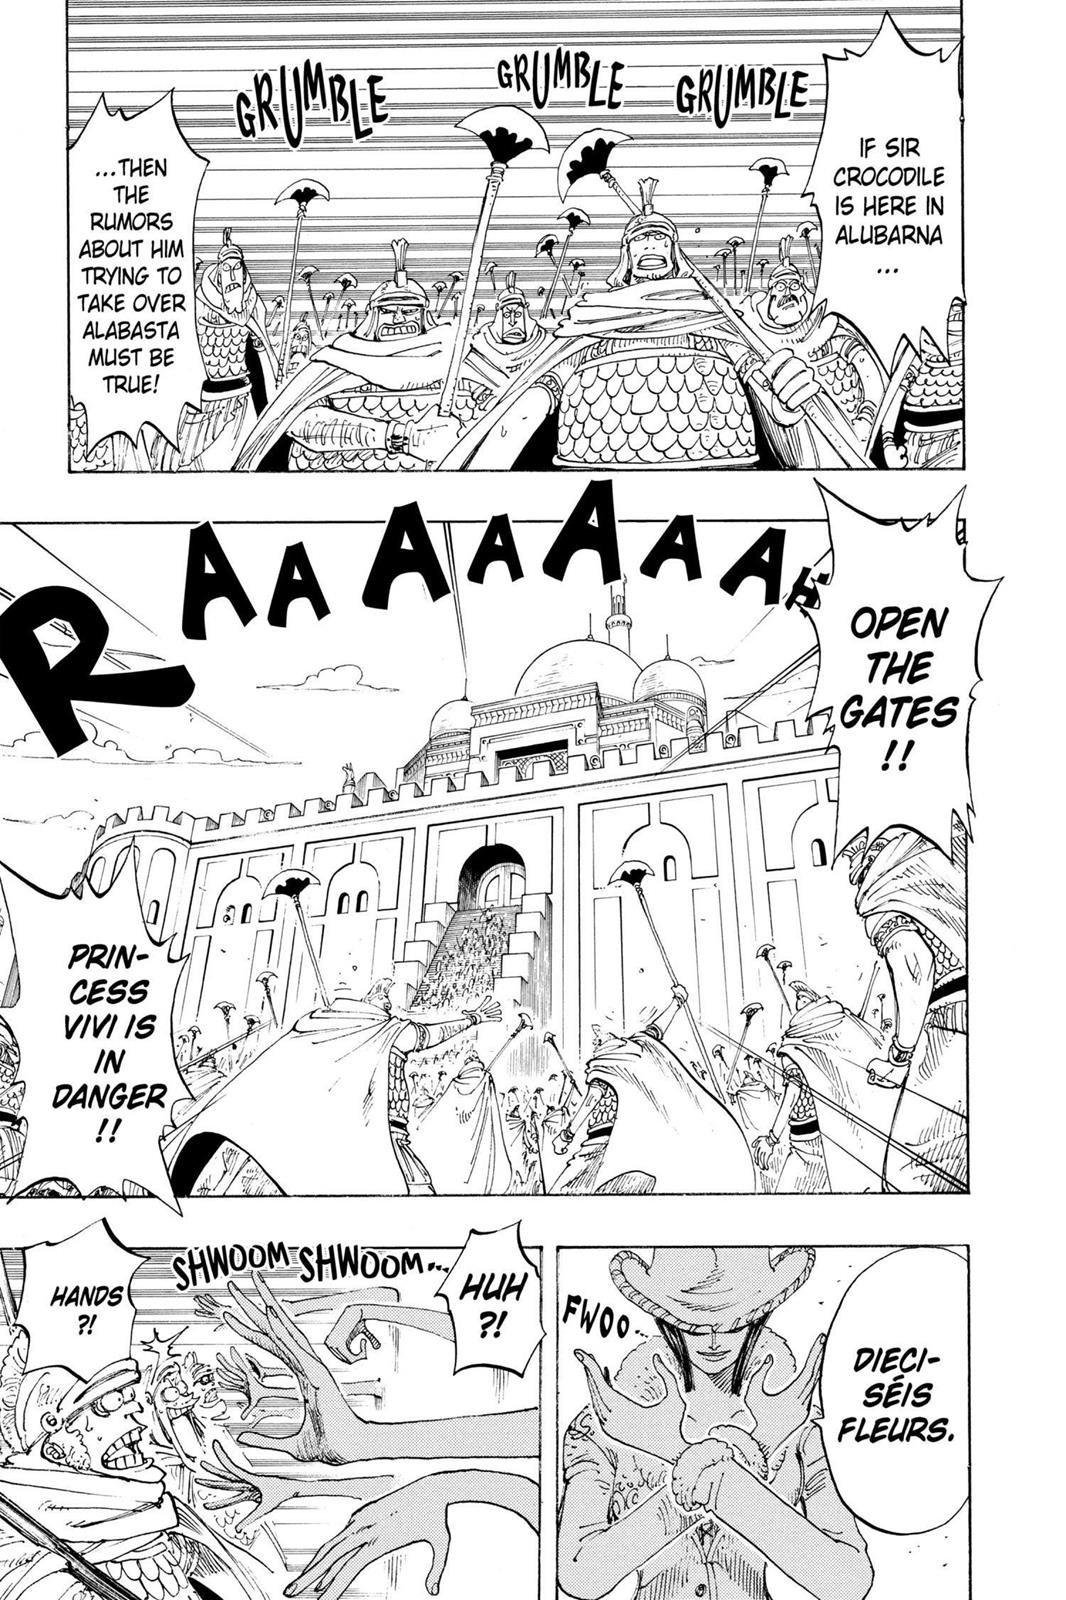 GRUMBLE
GRUMBLE
GRUMBLE
IF SIR
CROCODILE
IS HERE IN
ALUBARNA
...
...THEN
THE
RUMORS
ABOUT HIM
TRYING TO
TAKE OVER
ALABASTA
MUST BE
TRUE!
RAAAAAAAH
OPEN
THE
GATES
!!
PRIN-
CESS
VIVI IS
IN
DANGER
!!
DIECI-
SÉIS
FLEURS.
FWOO...
HUH
?!
SHWOOM SHWOOM...
HANDS
?!